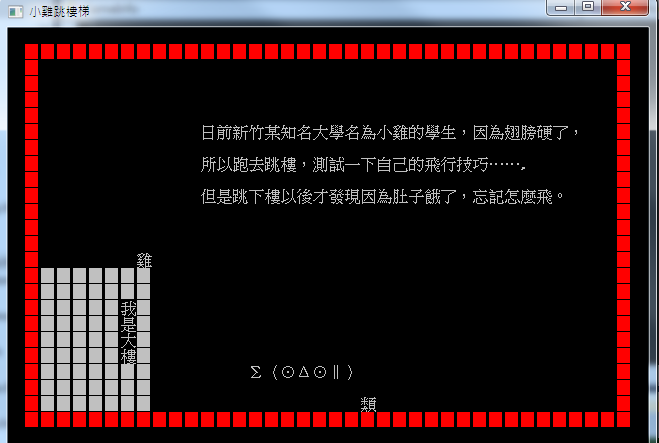 小雞跳樓梯
日前新竹某知名大學名為小雞的學生，因為翅膀硬了，
所以跑去跳樓，測試一下自己的飛行技巧…….
但是跳下樓以後才發現因為肚子餓了，忘記怎麼飛。
雞
我是大樓
Σ（⊙Δ⊙∥）
類